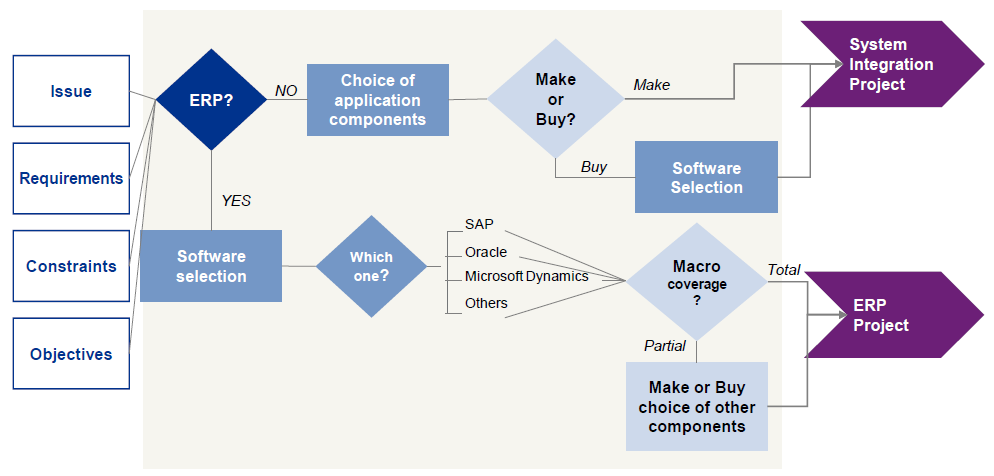 Issue
Requirements
Constraints
Objectives
ERP?
NO
Choice of
application
components
Make
or
Buy?
Make
System
Integration
Project
Buy
Software
Selection
YES
Software
selection
Which
one?
SAP
Oracle
Microsoft Dynamics
Others
Macro
coverage
?
Total
ERP
Project
Partial
Make or Buy
choice of other
components